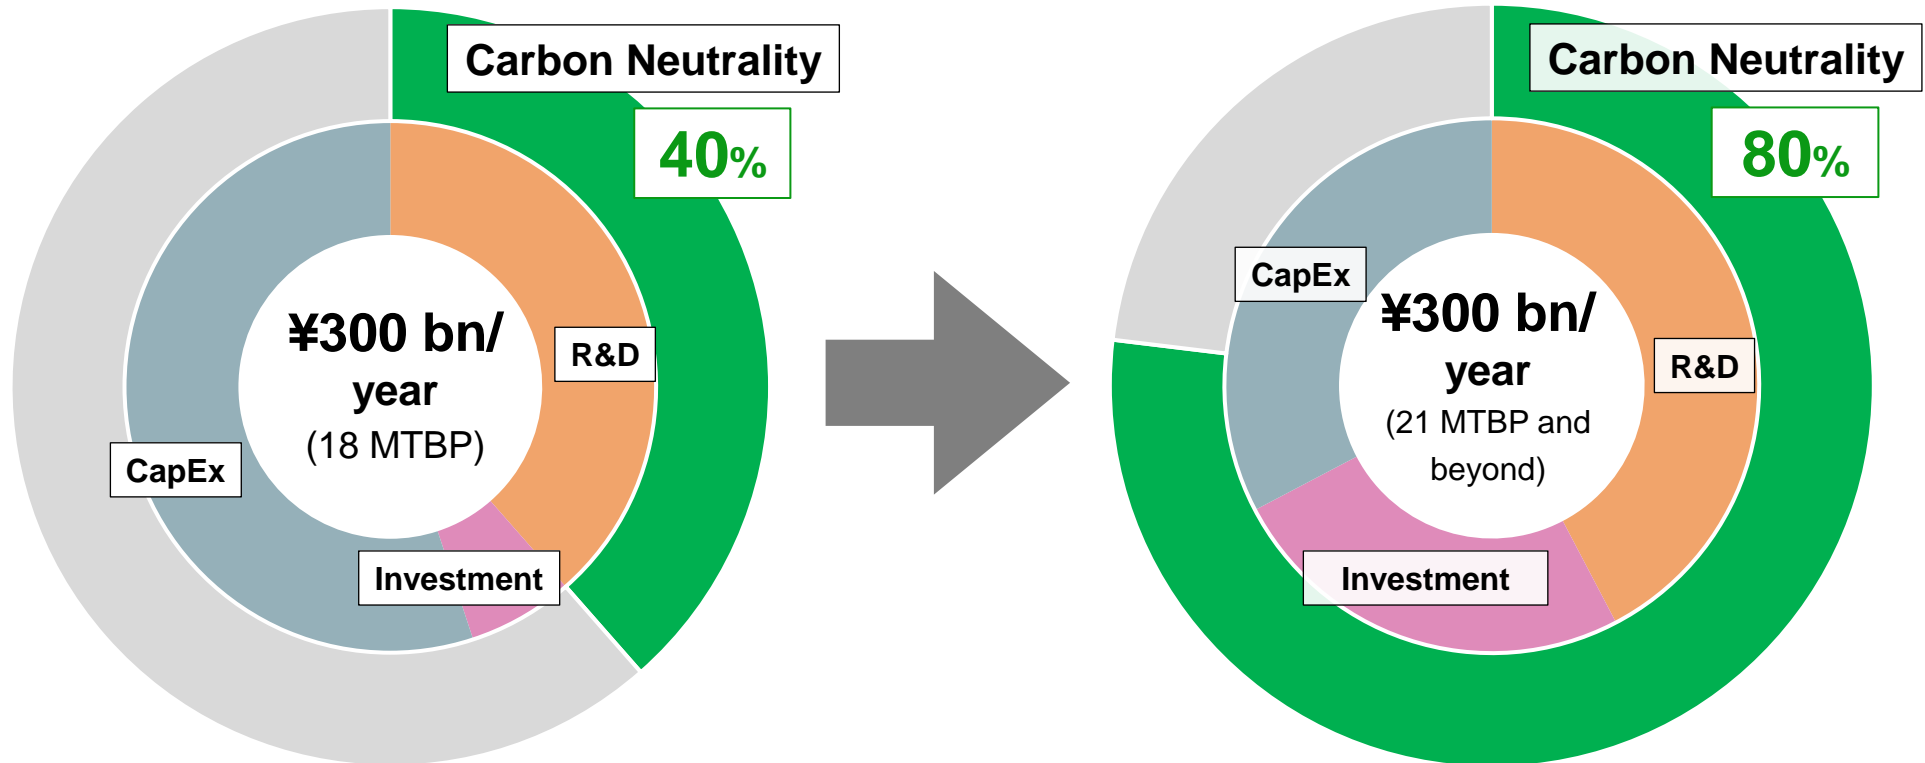 Carbon Neutrality
40%
¥300 bn/
year
(18 MTBP)
R&D
CapEx
Investment
Carbon Neutrality
80%
CapEx
¥300 bn/
year
(21 MTBP and
beyond)
R&D
Investment